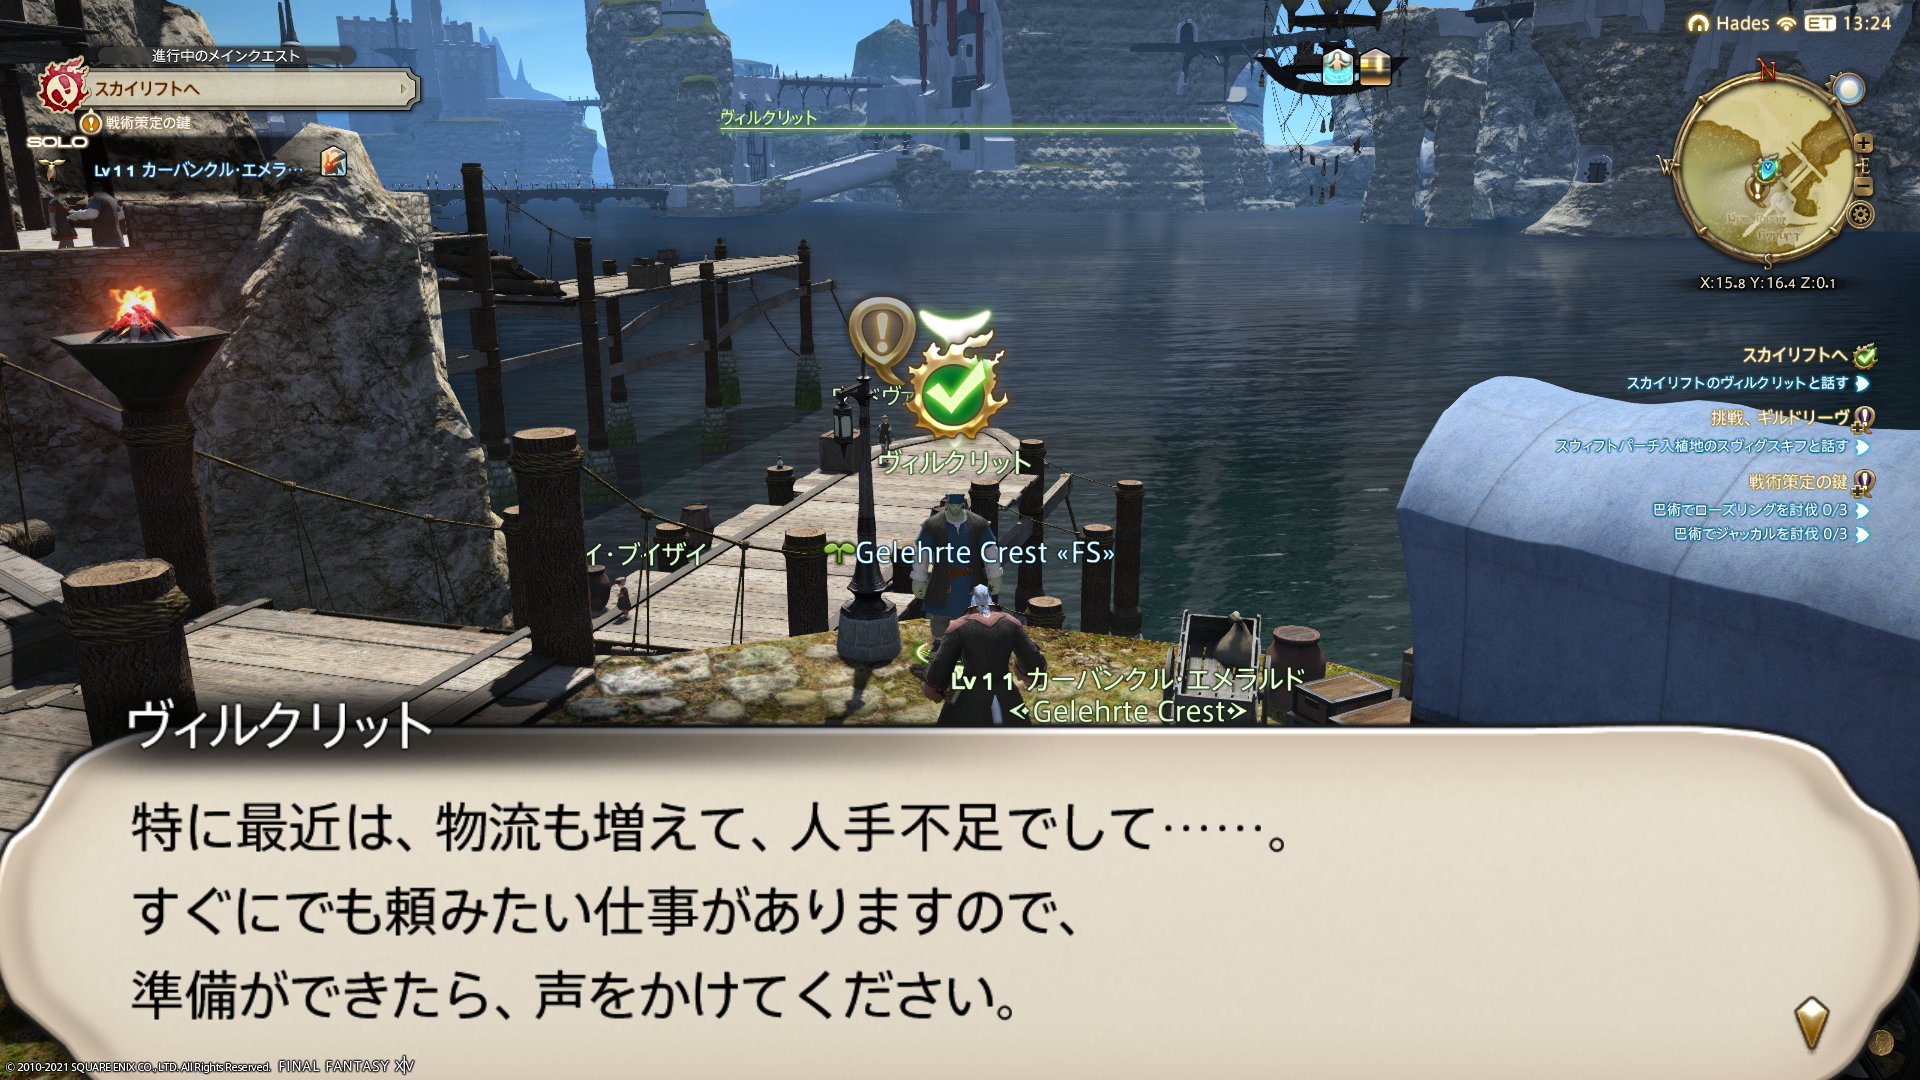 進行中のメインクエスト
スカイリフトへ
戦術策定の鍵
SOLO
Lv11 カーバンクル・エメラ…
ヴィルクリット
Hades ET 13:24
N
W
E
S
X:15.8 Y:16.4 Z:0.1
スカイリフトへ
スカイリフトのヴィルクリットと話す
挑戦、ギルドリーヴ
スウィフトパーチ入植地のスヴィグスキフと話す
戦術策定の鍵
巴術でローズリングを討伐 0/3
巴術でジャッカルを討伐 0/3
ヴィルクリット
イ・ブイザイ
Gelehrte Crest «FS»
Lv11 カーバンクル・エメラルド
<Gelehrte Crest>
ヴィルクリット
特に最近は、物流も増えて、人手不足でして……。
すぐにでも頼みたい仕事がありますので、
準備ができたら、声をかけてください。
© 2010-2021 SQUARE ENIX CO., LTD. All Rights Reserved. FINAL FANTASY XIV